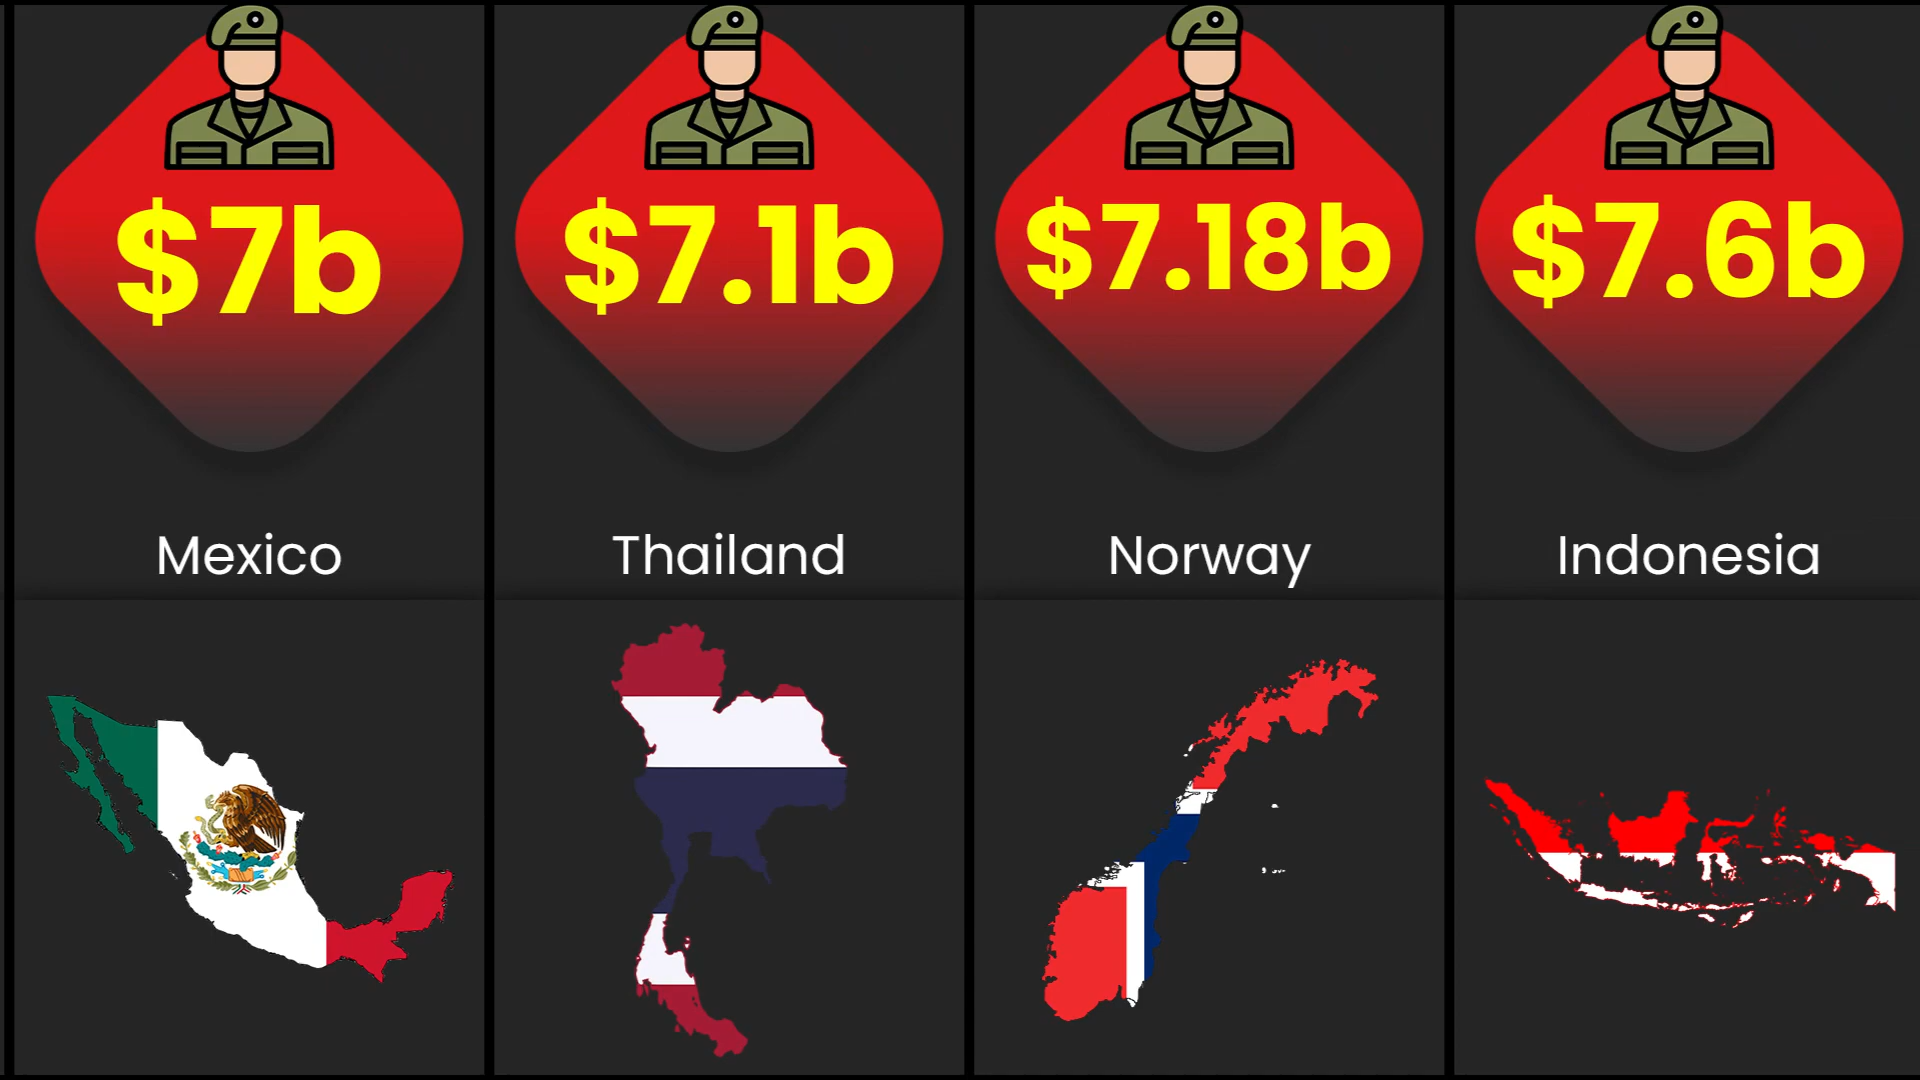 $7b
$7.1b
$7.18b
$7.6b
Mexico
Thailand
Norway
Indonesia